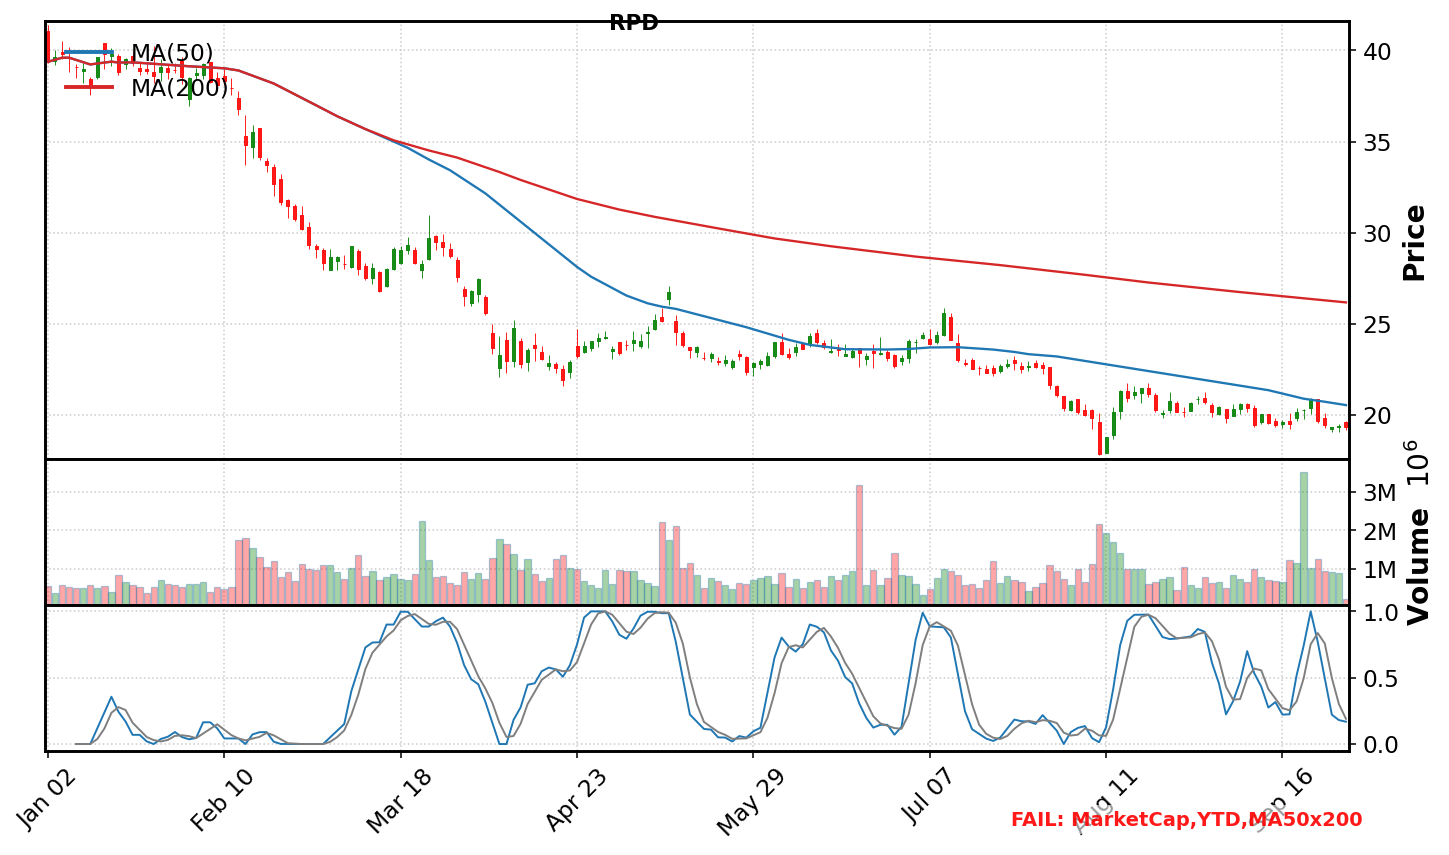 RPD
MA(50)
MA(200)
40
35
30
25
20
Price
10^6
Volume
3M
2M
1M
1.0
0.5
0.0
Jan 02
Feb 10
Mar 18
Apr 23
May 29
Jul 07
Aug 11
Sep 16
FAIL: MarketCap,YTD,MA50x200